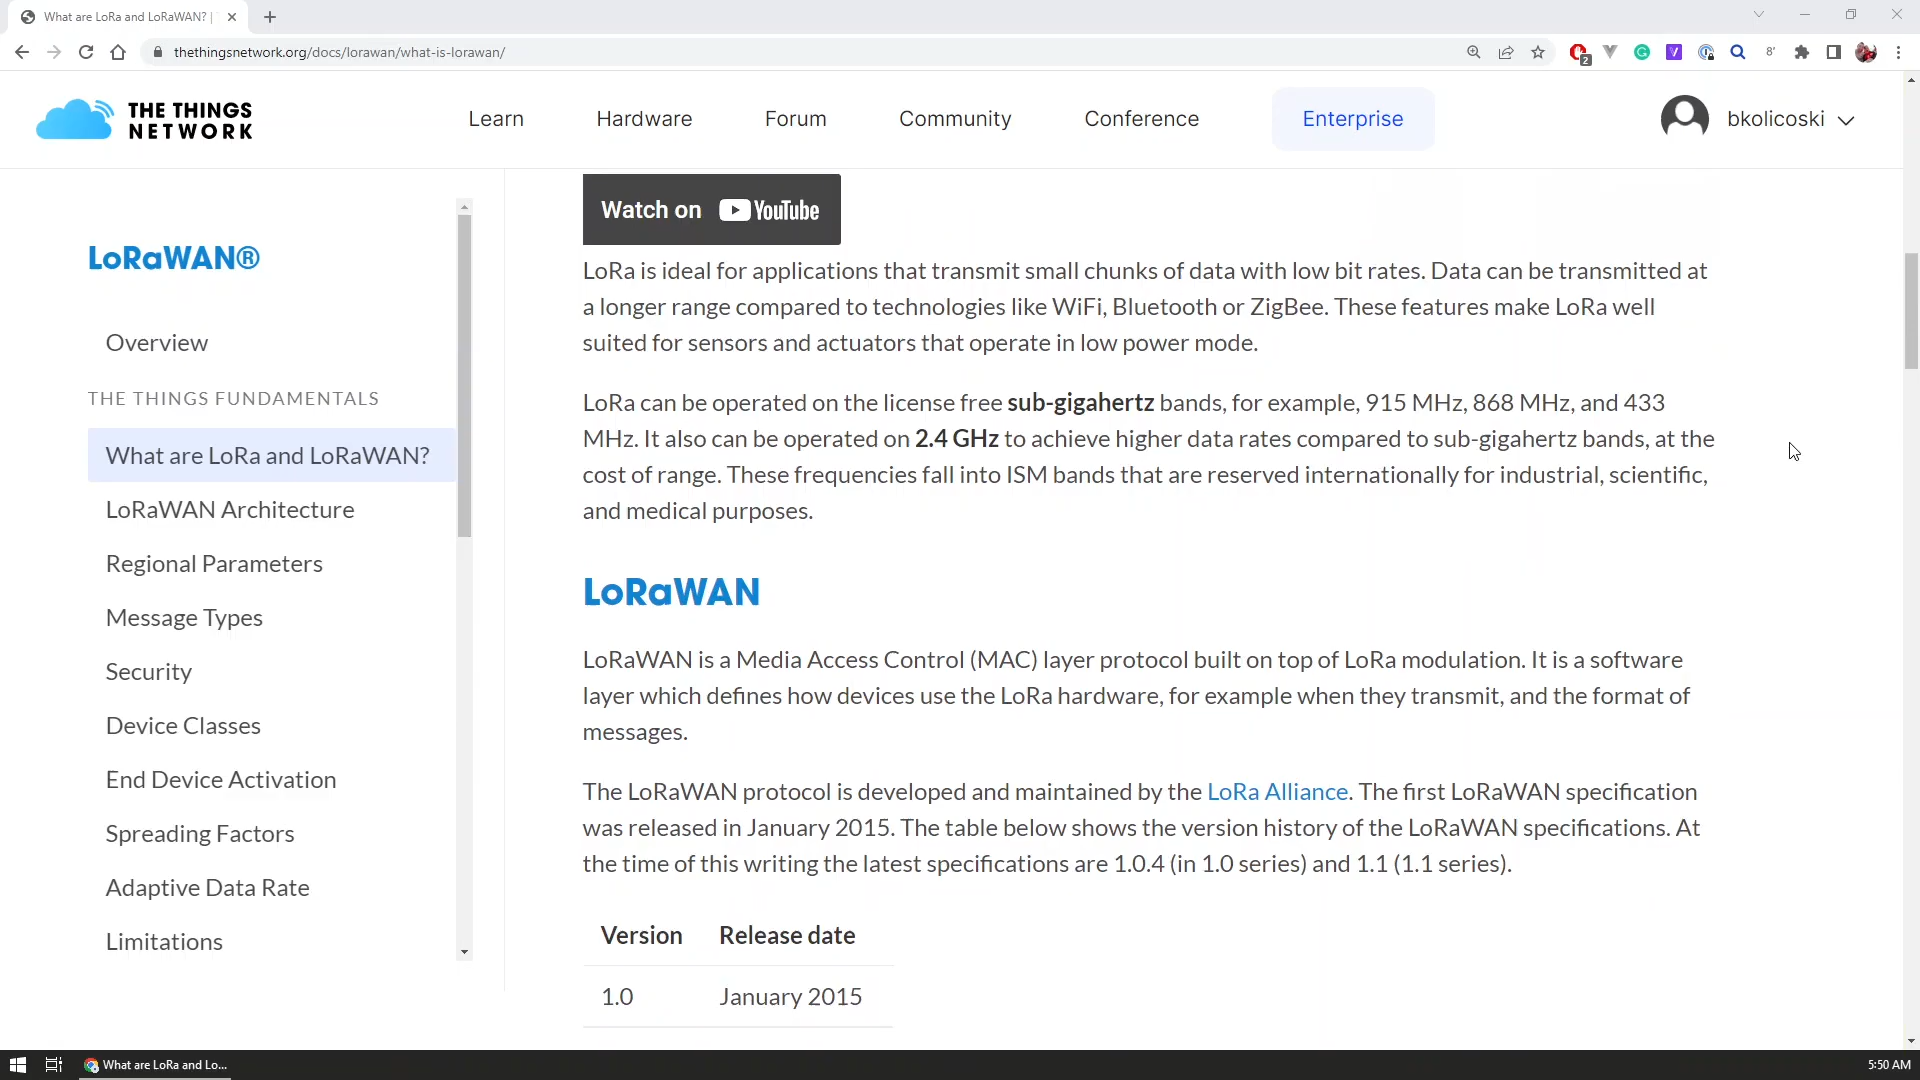 What are LoRa and LoRaWAN? |
thethingsnetwork.org/docs/lorawan/what-is-lorawan/
2
8'
THE THINGS
NETWORK
Learn
Hardware
Forum
Community
Conference
Enterprise
bkolicoski
LoRaWAN®
Overview
THE THINGS FUNDAMENTALS
What are LoRa and LoRaWAN?
LoRaWAN Architecture
Regional Parameters
Message Types
Security
Device Classes
End Device Activation
Spreading Factors
Adaptive Data Rate
Limitations
Watch on YouTube
LoRa is ideal for applications that transmit small chunks of data with low bit rates. Data can be transmitted at
a longer range compared to technologies like WiFi, Bluetooth or ZigBee. These features make LoRa well
suited for sensors and actuators that operate in low power mode.
LoRa can be operated on the license free sub-gigahertz bands, for example, 915 MHz, 868 MHz, and 433
MHz. It also can be operated on 2.4 GHz to achieve higher data rates compared to sub-gigahertz bands, at the
cost of range. These frequencies fall into ISM bands that are reserved internationally for industrial, scientific,
and medical purposes.
LoRaWAN
LoRaWAN is a Media Access Control (MAC) layer protocol built on top of LoRa modulation. It is a software
layer which defines how devices use the LoRa hardware, for example when they transmit, and the format of
messages.
The LoRaWAN protocol is developed and maintained by the LoRa Alliance. The first LoRaWAN specification
was released in January 2015. The table below shows the version history of the LoRaWAN specifications. At
the time of this writing the latest specifications are 1.0.4 (in 1.0 series) and 1.1 (1.1 series).
Version Release date
1.0 January 2015
What are LoRa and Lo...
5:50 AM